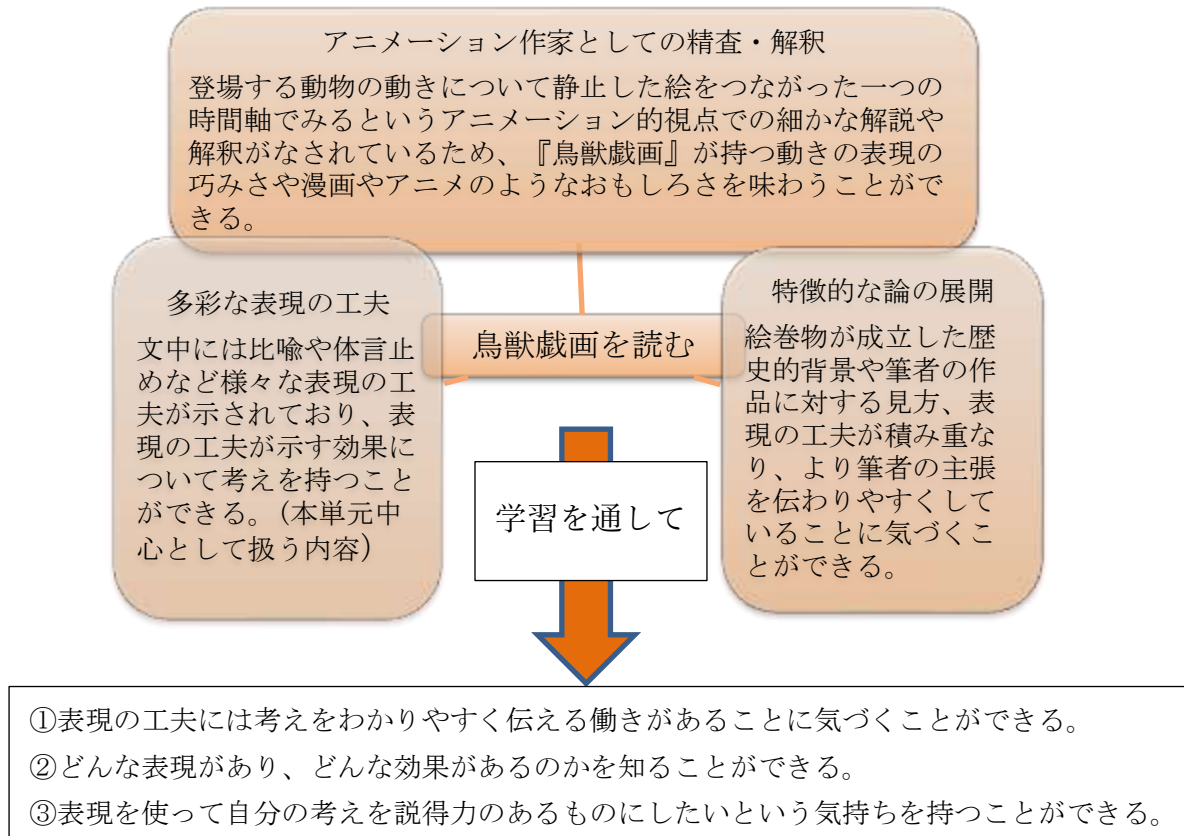 アニメーション作家としての精査・解釈
登場する動物の動きについて静止した絵をつながった一つの
時間軸でみるというアニメーション的視点での細かな解説や
解釈がなされているため、『鳥獣戯画』が持つ動きの表現の
巧みさや漫画やアニメのようなおもしろさを味わうことがで
きる。
多彩な表現の工夫
文中には比喩や体言止
めなど様々な表現の工
夫が示されており、表
現の工夫が示す効果に
ついて考えを持つこと
ができる。(本単元中
心として扱う内容)
鳥獣戯画を読む
特徴的な論の展開
絵巻物が成立した歴
史的背景や筆者の作
品に対する見方、表
現の工夫が積み重な
り、より筆者の主張
を伝わりやすくして
いることに気づくこ
とができる。
学習を通して
①表現の工夫には考えをわかりやすく伝える働きがあることに気づくことができる。
②どんな表現があり、どんな効果があるのかを知ることができる。
③表現を使って自分の考えを説得力のあるものにしたいという気持ちを持つことができる。